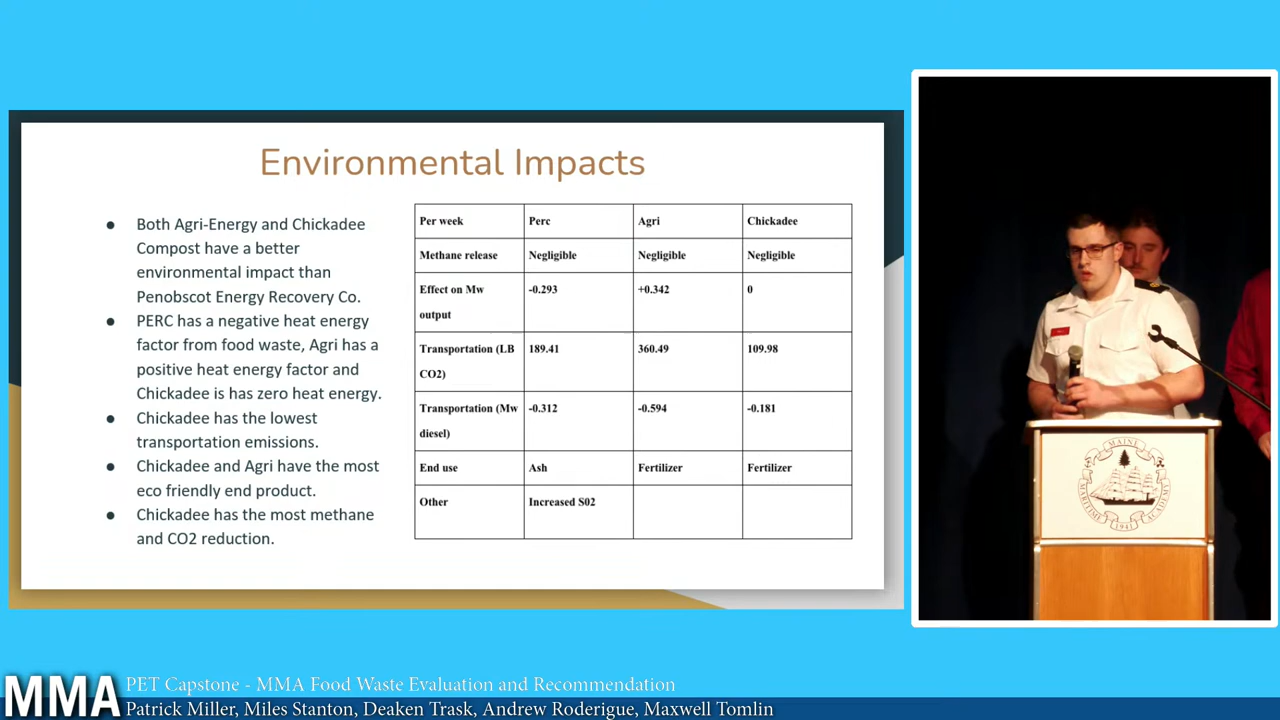 Environmental Impacts
● Both Agri-Energy and Chickadee
Compost have a better
environmental impact than
Penobscot Energy Recovery Co.
● PERC has a negative heat energy
factor from food waste, Agri has a
positive heat energy factor and
Chickadee is has zero heat energy.
● Chickadee has the lowest
transportation emissions.
● Chickadee and Agri have the most
eco friendly end product.
● Chickadee has the most methane
and CO2 reduction.
Per week Perc Agri Chickadee
Methane release Negligible Negligible Negligible
Effect on Mw -0.293 +0.342 0
output
Transportation (LB 189.41 360.49 109.98
CO2)
Transportation (Mw -0.312 -0.594 -0.181
diesel)
End use Ash Fertilizer Fertilizer
Other Increased S02
MAINE
MARITIME ACADEMY
1941
MMA
PET Capstone - MMA Food Waste Evaluation and Recommendation
Patrick Miller, Miles Stanton, Deaken Trask, Andrew Roderigue, Maxwell Tomlin